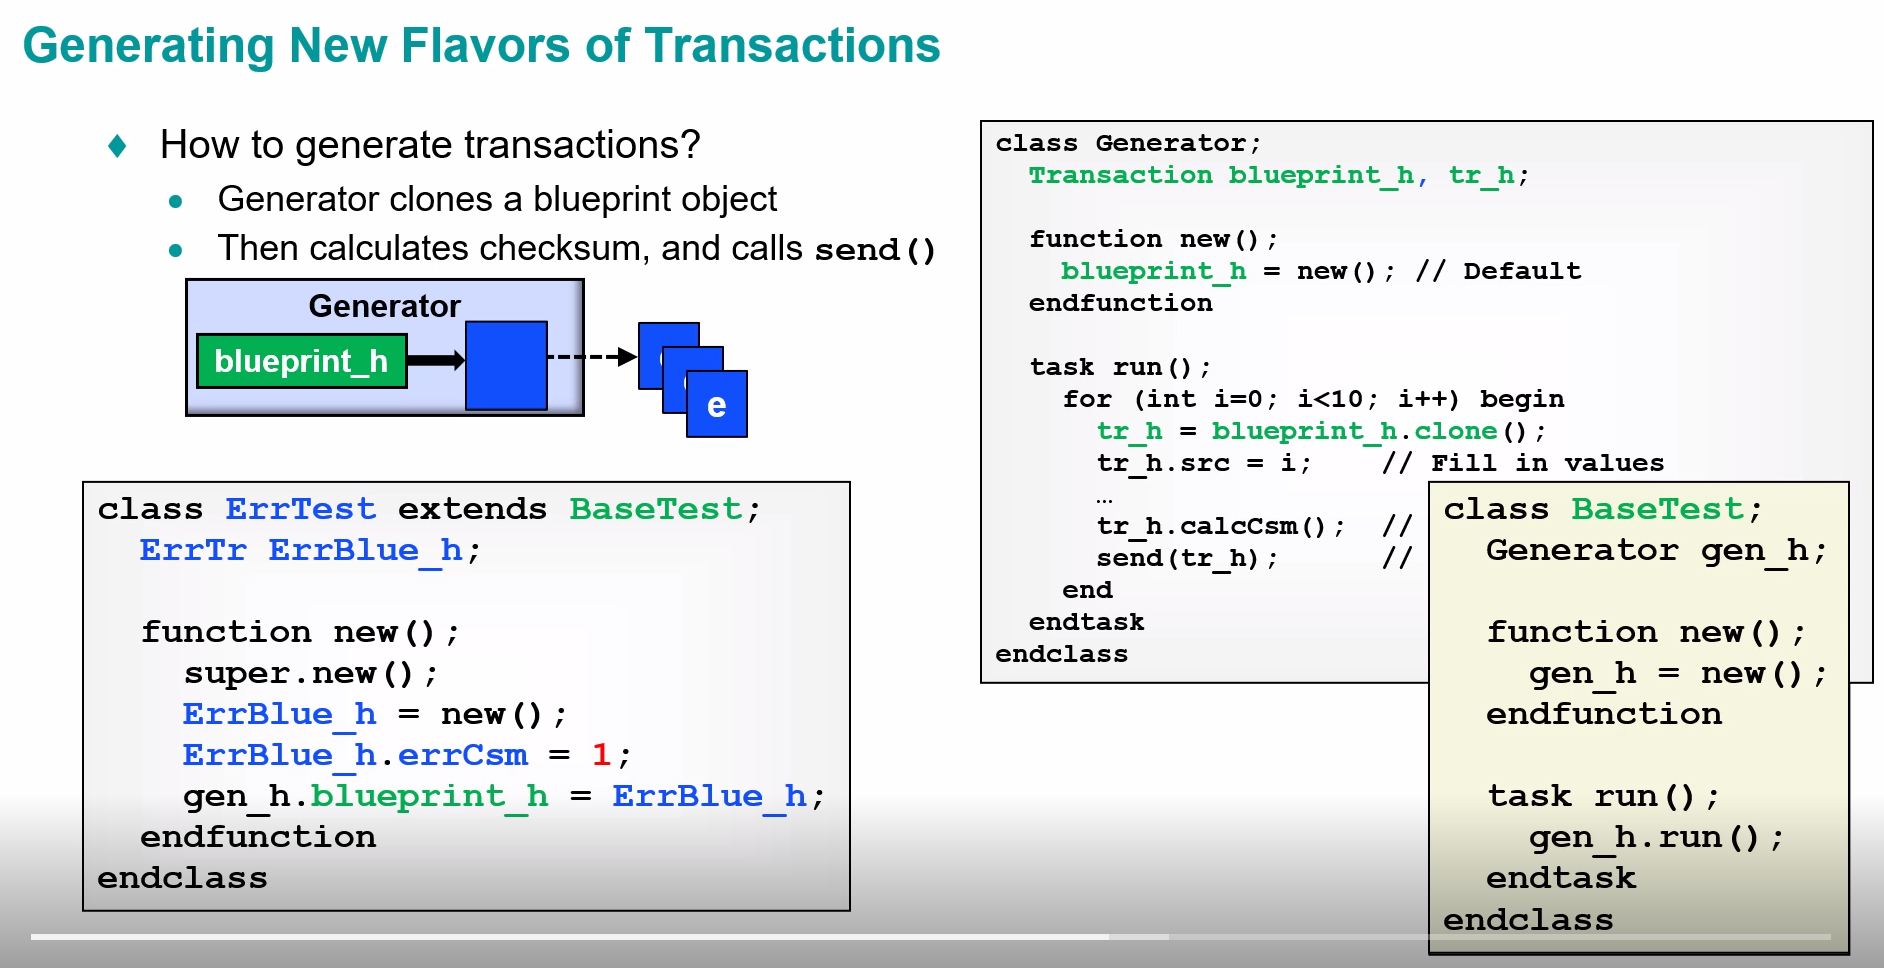 Generating New Flavors of Transactions
How to generate transactions?
Generator clones a blueprint object
Then calculates checksum, and calls send()
Generator
blueprint_h
e
class ErrTest extends BaseTest;
ErrTr ErrBlue_h;
function new();
super.new();
ErrBlue_h = new();
ErrBlue_h.errCsm = 1;
gen_h.blueprint_h = ErrBlue_h;
endfunction
endclass
class Generator;
Transaction blueprint_h, tr_h;
function new();
blueprint_h = new(); // Default
endfunction
task run();
for (int i=0; i<10; i++) begin
tr_h = blueprint_h.clone();
tr_h.src = i; // Fill in values
…
tr_h.calcCsm(); //
send(tr_h); //
end
endtask
endclass
class BaseTest;
Generator gen_h;
function new();
gen_h = new();
endfunction
task run();
gen_h.run();
endtask
endclass